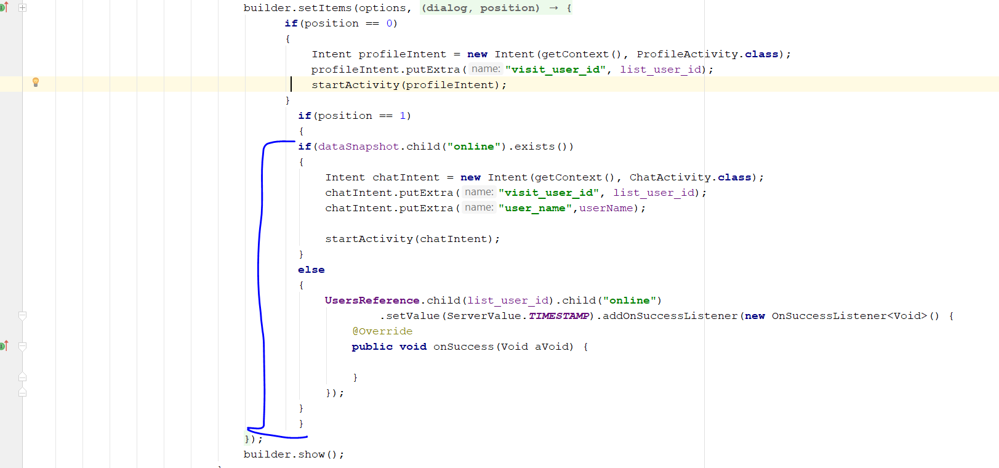 builder.setItems(options, (dialog, position) → {
if(position == 0)
{
Intent profileIntent = new Intent(getContext(), ProfileActivity.class);
profileIntent.putExtra( name: "visit_user_id", list_user_id);
startActivity(profileIntent);
}
if(position == 1)
{
if(dataSnapshot.child("online").exists())
{
Intent chatIntent = new Intent(getContext(), ChatActivity.class);
chatIntent.putExtra( name: "visit_user_id", list_user_id);
chatIntent.putExtra( name: "user_name",userName);
startActivity(chatIntent);
}
else
{
UsersReference.child(list_user_id).child("online")
.setValue(ServerValue.TIMESTAMP).addOnSuccessListener(new OnSuccessListener<Void>() {
@Override
public void onSuccess(Void aVoid) {
}
});
}
}
});
builder.show();